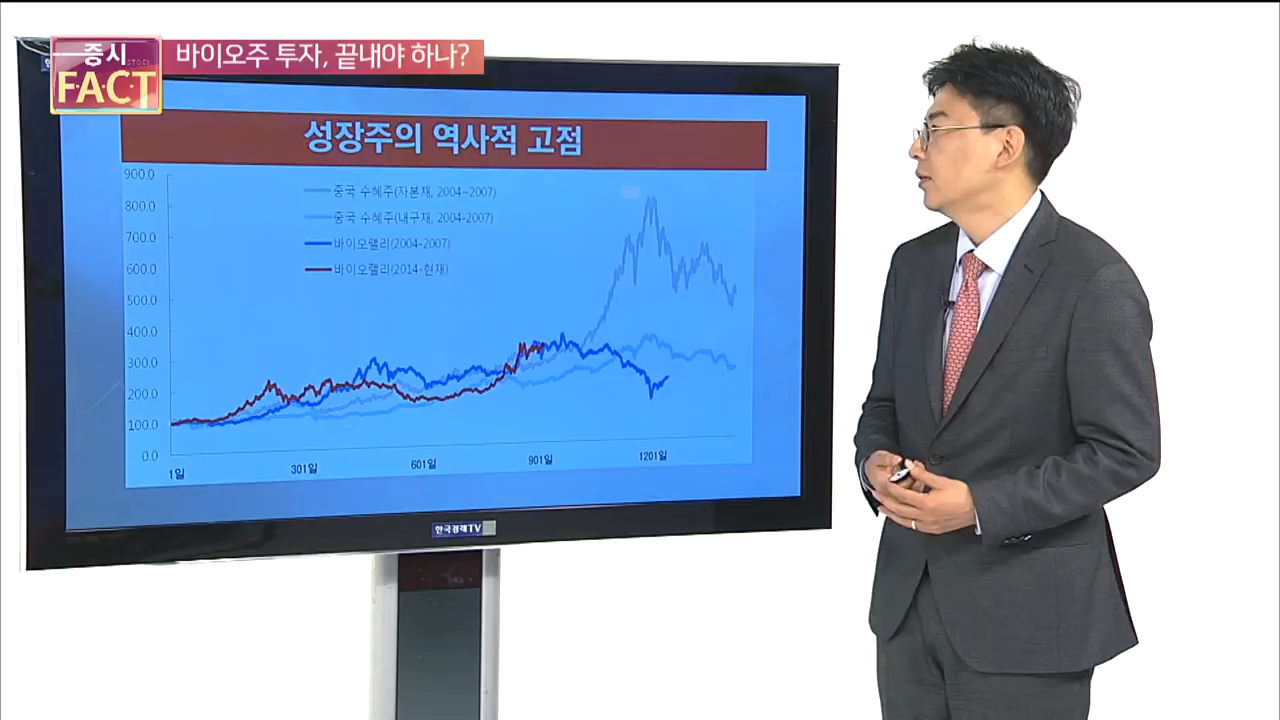 증시
STOCK
F·A·C·T
바이오주 투자, 끝내야 하나?
성장주의 역사적 고점
900.0
800.0
700.0
600.0
500.0
400.0
300.0
200.0
100.0
0.0
중국 수혜주(자본재, 2004~2007)
중국 수혜주(내구재, 2004-2007)
바이오랠리(2004-2007)
바이오랠리(2014-현재)
1일
301일
601일
901일
1201일
한국경제TV